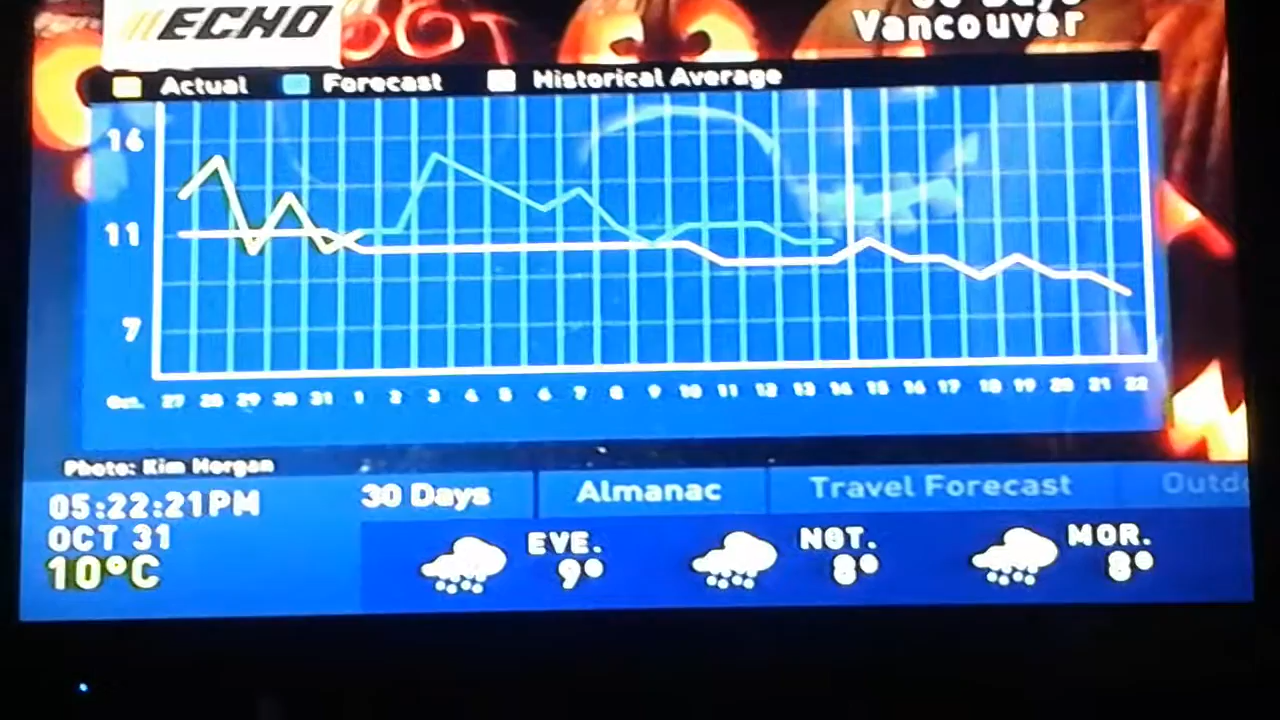 ECHO
Days
Vancouver
Actual Forecast Historical Average
16
11
7
Oct. 27 28 29 30 31 1 2 3 4 5 6 7 8 9 10 11 12 13 14 15 16 17 18 19 20 21 22
Photo: Kim Morgan
05:22:21PM
OCT 31
10°C
30 Days Almanac Travel Forecast Outdo
EVE.
9°
NGT.
8°
MOR.
8°